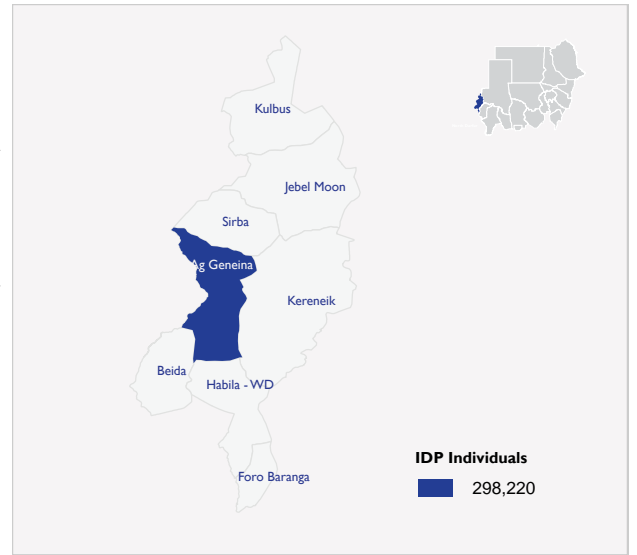 Kulbus
Jebel Moon
Sirba
Ag Geneina
Kereneik
Beida
Habila - WD
Foro Baranga
IDP Individuals
298,220